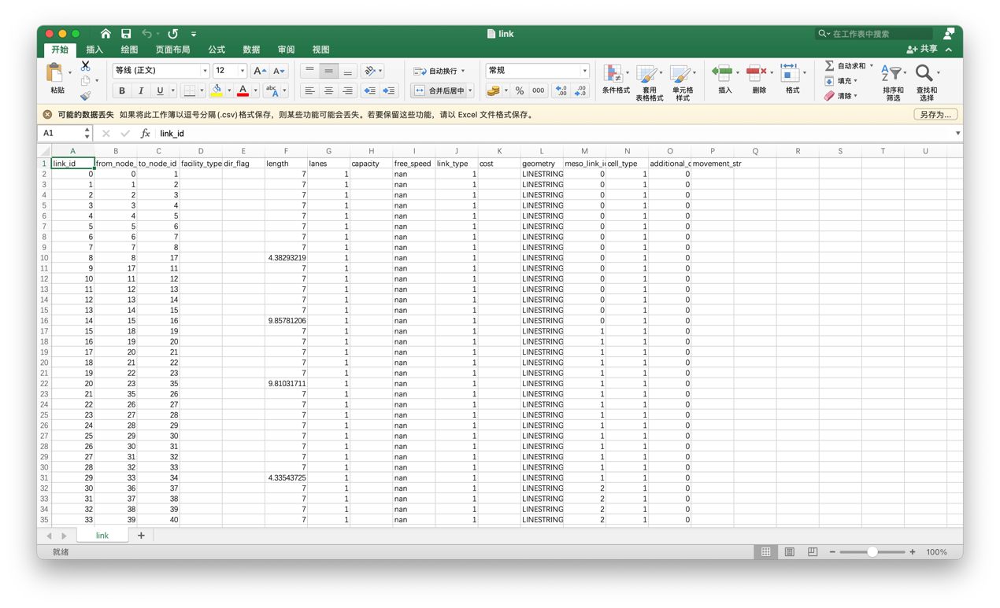 link
在工作表中搜索
开始 插入 绘图 页面布局 公式 数据 审阅 视图 共享
粘贴 等线 (正文) 12 A A B I U A abc A 自动换行 合并后居中 常规 % 000 条件格式 套用 表格格式 单元格 样式 插入 删除 格式 自动求和 填充 清除 排序和 筛选 查找和 选择
可能的数据丢失 如果将此工作簿以逗号分隔(.csv)格式保存，则某些功能可能会丢失。若要保留这些功能，请以 Excel 文件格式保存。 另存为...
A1 fx link_id
A B C D E F G H I J K L M N O P Q R S T U
1 link_id from_node_ to_node_id facility_type dir_flag length lanes capacity free_speed link_type cost geometry meso_link_id cell_type additional_c movement_str
2 0 0 1 7 1 nan 1 LINESTRING 0 1 0
3 1 1 2 7 1 nan 1 LINESTRING 0 1 0
4 2 2 3 7 1 nan 1 LINESTRING 0 1 0
5 3 3 4 7 1 nan 1 LINESTRING 0 1 0
6 4 4 5 7 1 nan 1 LINESTRING 0 1 0
7 5 5 6 7 1 nan 1 LINESTRING 0 1 0
8 6 6 7 7 1 nan 1 LINESTRING 0 1 0
9 7 7 8 7 1 nan 1 LINESTRING 0 1 0
10 8 8 17 4.38293219 1 nan 1 LINESTRING 0 1 0
11 9 17 11 7 1 nan 1 LINESTRING 0 1 0
12 10 11 12 7 1 nan 1 LINESTRING 0 1 0
13 11 12 13 7 1 nan 1 LINESTRING 0 1 0
14 12 13 14 7 1 nan 1 LINESTRING 0 1 0
15 13 14 15 7 1 nan 1 LINESTRING 0 1 0
16 14 15 16 9.85781206 1 nan 1 LINESTRING 0 1 0
17 15 18 19 7 1 nan 1 LINESTRING 1 1 0
18 16 19 20 7 1 nan 1 LINESTRING 1 1 0
19 17 20 21 7 1 nan 1 LINESTRING 1 1 0
20 18 21 22 7 1 nan 1 LINESTRING 1 1 0
21 19 22 23 7 1 nan 1 LINESTRING 1 1 0
22 20 23 35 9.81031711 1 nan 1 LINESTRING 1 1 0
23 21 35 26 7 1 nan 1 LINESTRING 1 1 0
24 22 26 27 7 1 nan 1 LINESTRING 1 1 0
25 23 27 28 7 1 nan 1 LINESTRING 1 1 0
26 24 28 29 7 1 nan 1 LINESTRING 1 1 0
27 25 29 30 7 1 nan 1 LINESTRING 1 1 0
28 26 30 31 7 1 nan 1 LINESTRING 1 1 0
29 27 31 32 7 1 nan 1 LINESTRING 1 1 0
30 28 32 33 7 1 nan 1 LINESTRING 1 1 0
31 29 33 34 4.33543725 1 nan 1 LINESTRING 1 1 0
32 30 36 37 7 1 nan 1 LINESTRING 2 1 0
33 31 37 38 7 1 nan 1 LINESTRING 2 1 0
34 32 38 39 7 1 nan 1 LINESTRING 2 1 0
35 33 39 40 7 1 nan 1 LINESTRING 2 1 0
link
就绪 100%